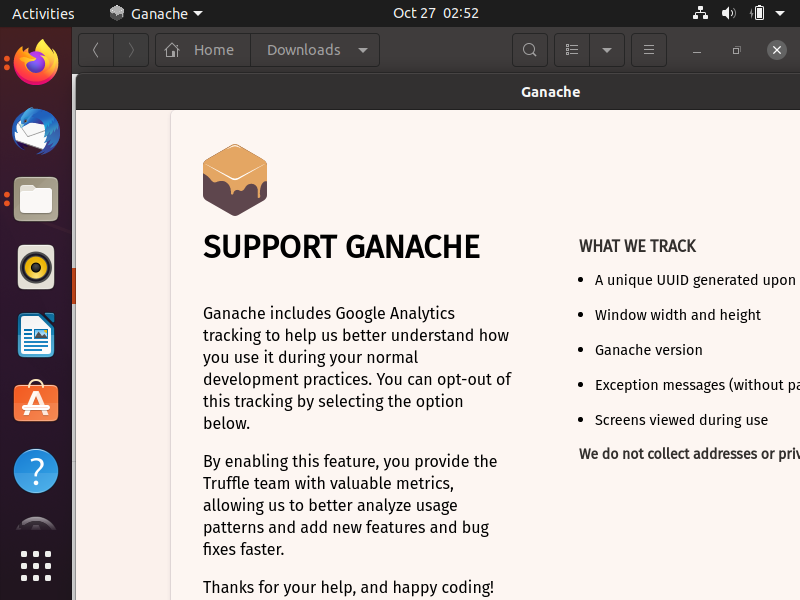 Activities
Ganache
Oct 27 02:52
Home
Downloads
Ganache
SUPPORT GANACHE
Ganache includes Google Analytics
tracking to help us better understand how
you use it during your normal
development practices. You can opt-out of
this tracking by selecting the option
below.
By enabling this feature, you provide the
Truffle team with valuable metrics,
allowing us to better analyze usage
patterns and add new features and bug
fixes faster.
Thanks for your help, and happy coding!
WHAT WE TRACK
• A unique UUID generated upon
• Window width and height
• Ganache version
• Exception messages (without
• Screens viewed during use
We do not collect addresses or